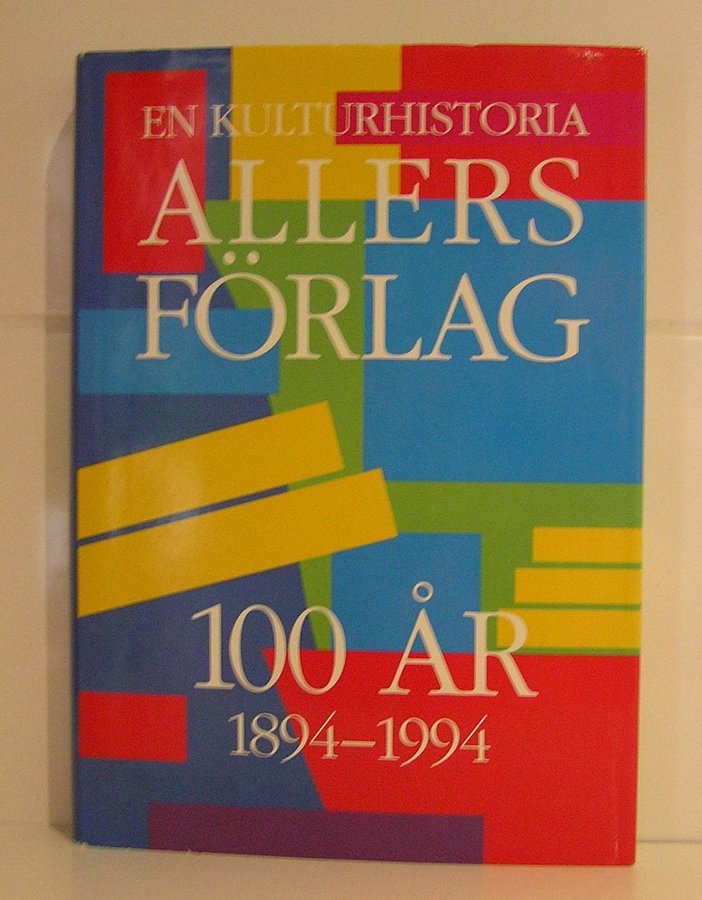 EN KULTURHISTORIA
ALLERS
FÖRLAG
100 ÅR
1894–1994